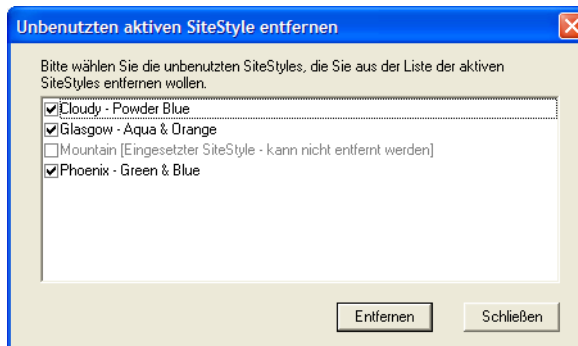 Unbenutzten aktiven SiteStyle entfernen
Bitte wählen Sie die unbenutzten SiteStyles, die Sie aus der Liste der aktiven
SiteStyles entfernen wollen.
Cloudy - Powder Blue
Glasgow - Aqua & Orange
Mountain [Eingesetzter SiteStyle - kann nicht entfernt werden]
Phoenix - Green & Blue
Entfernen
Schließen